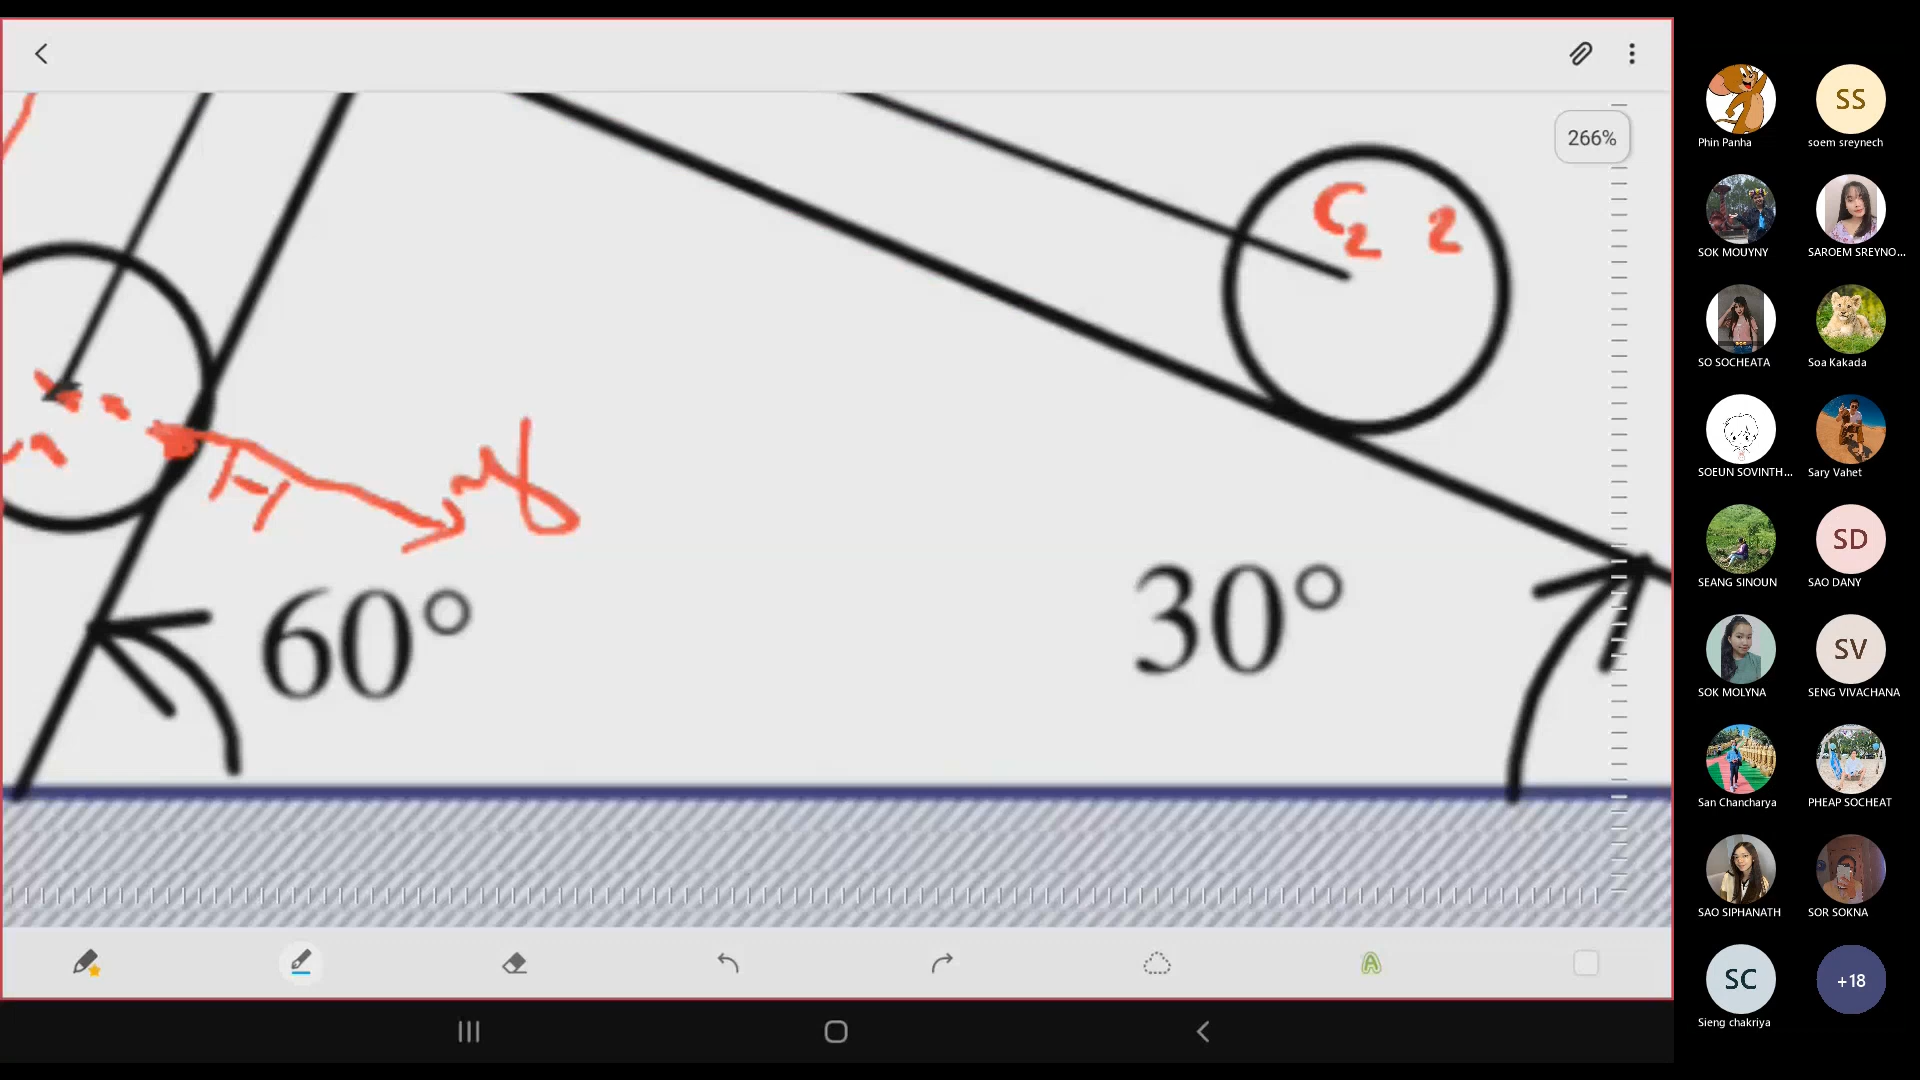 266%
C2 2
y
60°
30°
Phin Panha
SS
soem sreynech
SOK MOUYNY
SAROEM SREYNO...
SO SOCHEATA
Soa Kakada
SOEUN SOVINTH...
Sary Vahet
SEANG SINOUN
SD
SAO DANY
SOK MOLYNA
SV
SENG VIVACHANA
San Chancharya
PHEAP SOCHEAT
SAO SIPHANATH
SOR SOKNA
SC
Sieng chakriya
+18
A